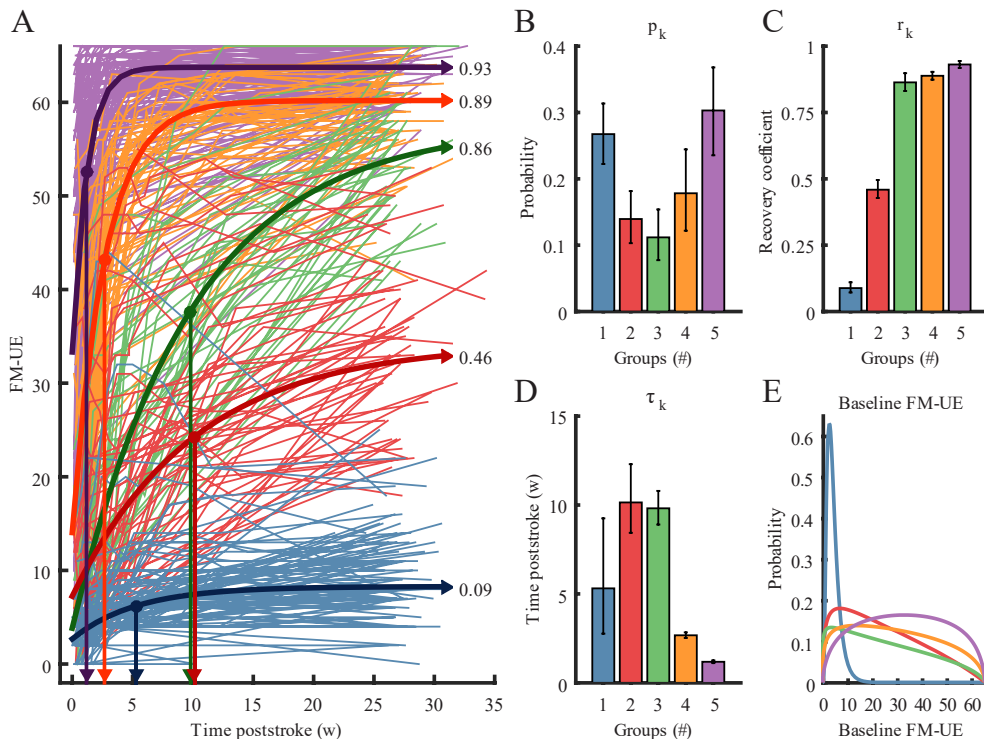 A
FM-UE
60
50
40
30
20
10
0
0 5 10 15 20 25 30 35
Time poststroke (w)
0.93
0.89
0.86
0.46
0.09
B
p_k
Probability
0.4
0.3
0.2
0.1
0
1 2 3 4 5
Groups (#)
C
r_k
Recovery coefficient
1
0.75
0.5
0.25
0
1 2 3 4 5
Groups (#)
D
τ_k
Time poststroke (w)
15
10
5
0
1 2 3 4 5
Groups (#)
E
Baseline FM-UE
Probability
0.6
0.5
0.4
0.3
0.2
0.1
0
0 10 20 30 40 50 60
Baseline FM-UE